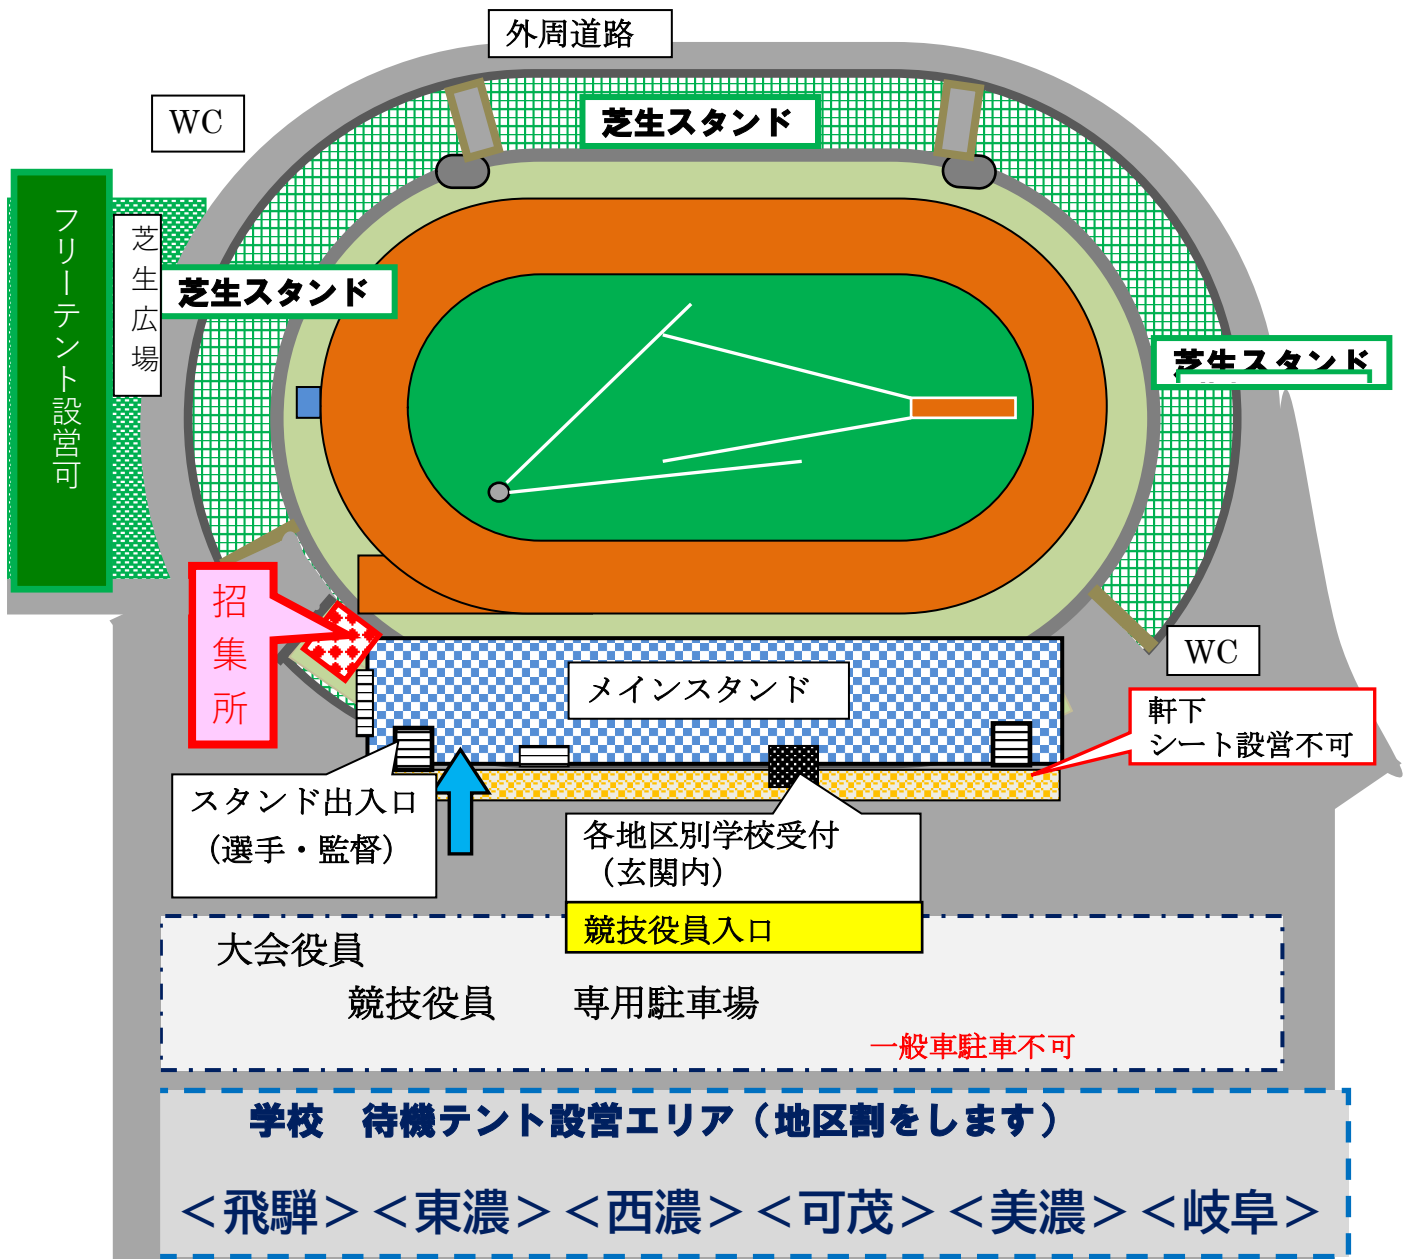 外周道路
WC
芝生スタンド
フリーテント設営可
芝生広場
芝生スタンド
芝生スタンド
招集所
WC
メインスタンド
軒下
シート設営不可
スタンド出入口
（選手・監督）
各地区別学校受付
（玄関内）
競技役員入口
大会役員
競技役員　専用駐車場
一般車駐車不可
学校　待機テント設営エリア（地区割をします）
＜飛騨＞＜東濃＞＜西濃＞＜可茂＞＜美濃＞＜岐阜＞